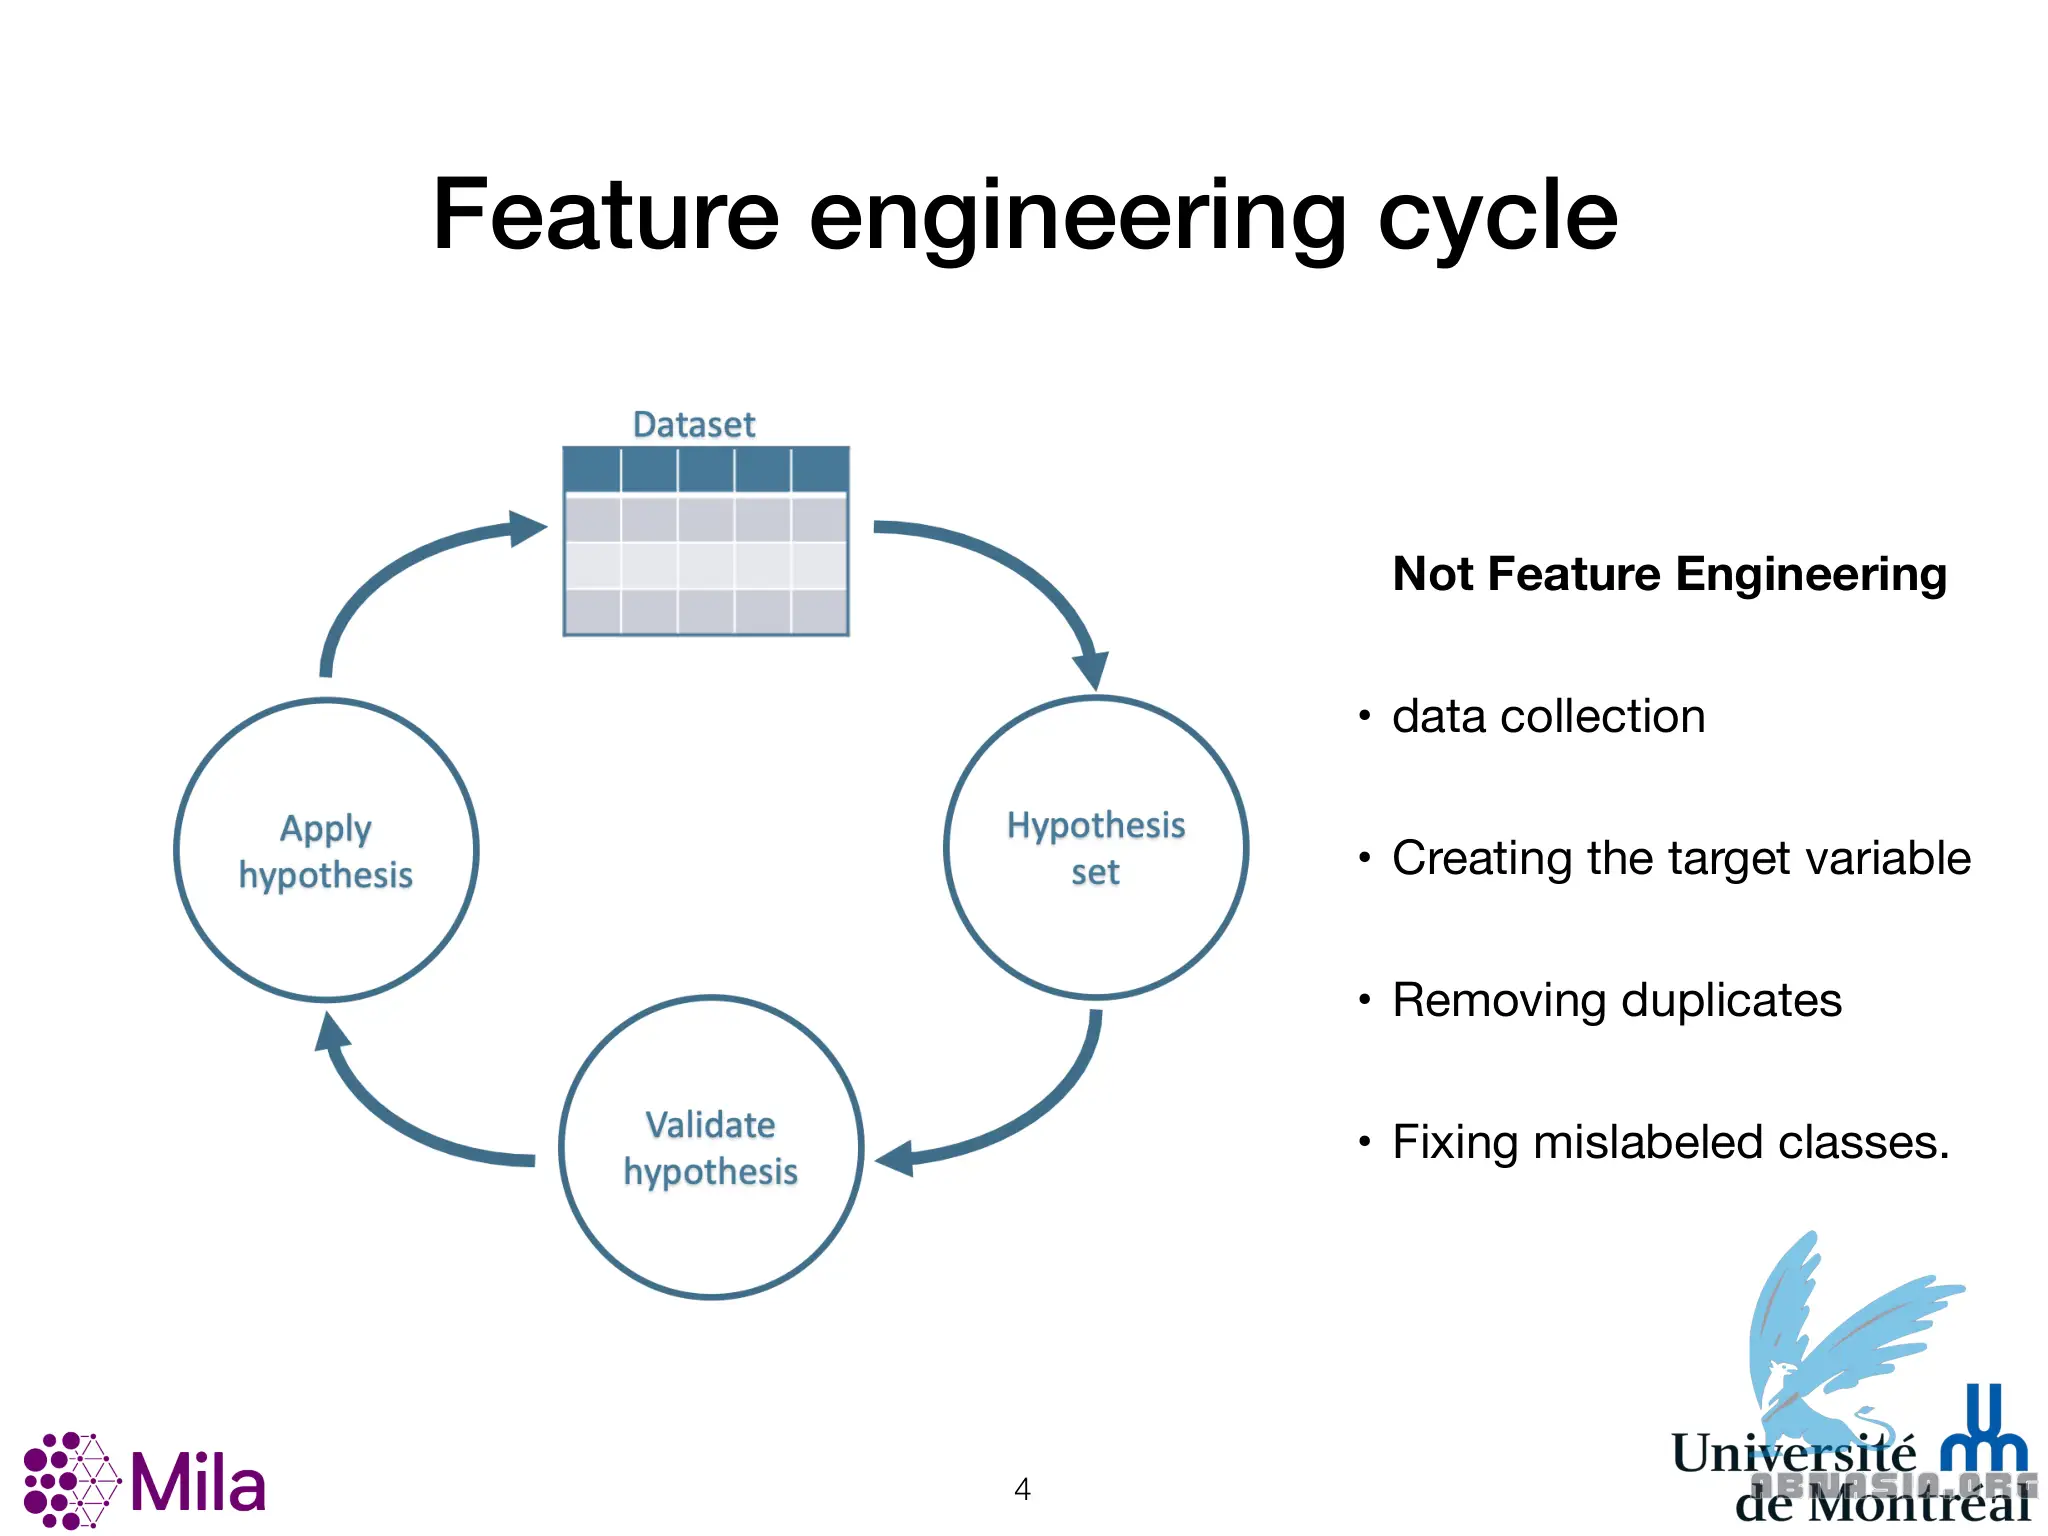 Feature engineering cycle
Dataset
Apply
hypothesis
Hypothesis
set
Validate
hypothesis
Not Feature Engineering
• data collection
• Creating the target variable
• Removing duplicates
• Fixing mislabeled classes.
Mila
4
Université
de Montréal
ABNASIA.ORG